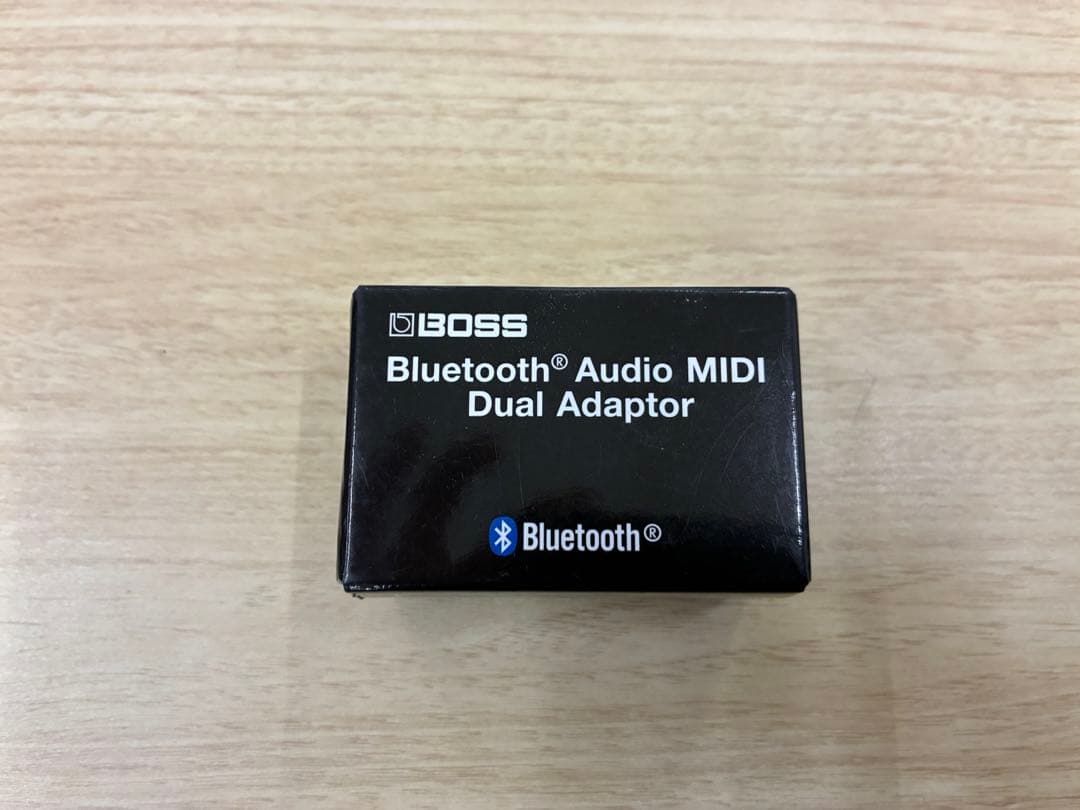 BOSS
Bluetooth® Audio MIDI
Dual Adaptor
Bluetooth®